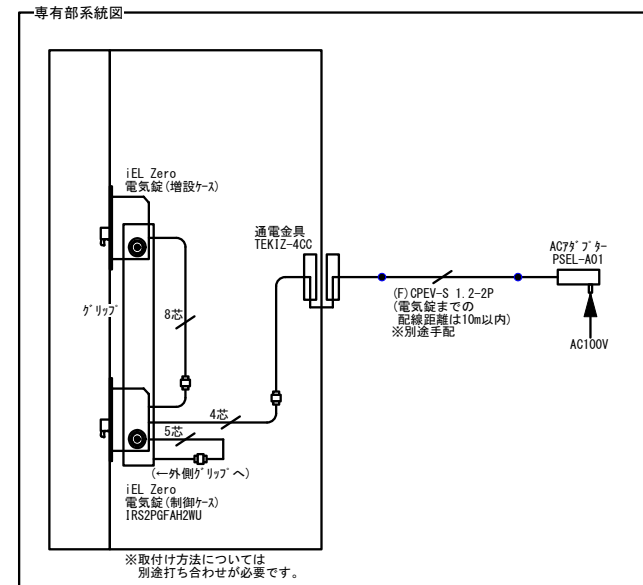 専有部系統図
iEL Zero
電気錠(増設ｹｰｽ)
通電金具
TEKIZ-4CC
ACｱﾀﾞﾌﾟﾀｰ
PSEL-A01
ｸﾞﾘｯﾌﾟ
8芯
(F)CPEV-S 1.2-2P
(電気錠までの
配線距離は10m以内)
※別途手配
AC100V
4芯
5芯
(←外側ｸﾞﾘｯﾌﾟへ)
iEL Zero
電気錠(制御ｹｰｽ)
IRS2PGFAH2WU
※取付け方法については
別途打ち合わせが必要です。